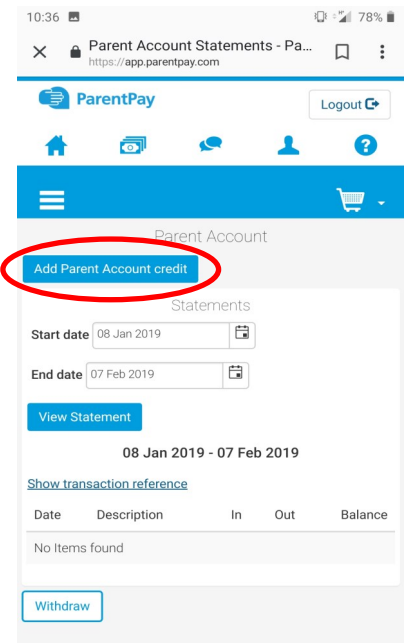 10:36 78%
Parent Account Statements - Pa...
https://app.parentpay.com
ParentPay
Logout
Parent Account
Add Parent Account credit
Statements
Start date 08 Jan 2019
End date 07 Feb 2019
View Statement
08 Jan 2019 - 07 Feb 2019
Show transaction reference
Date Description In Out Balance
No Items found
Withdraw